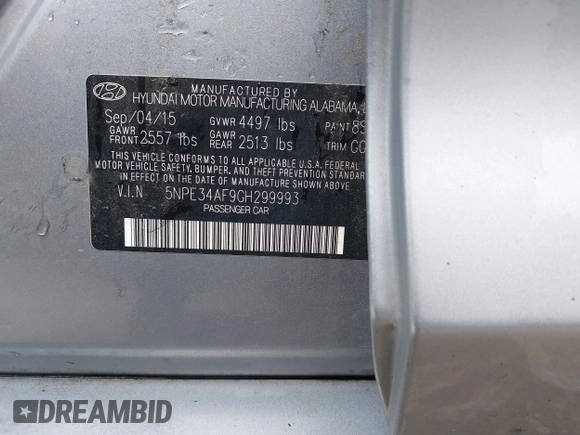 MANUFACTURED BY
HYUNDAI MOTOR MANUFACTURING ALABAMA,
Sep/04/15 GVWR 4497 lbs PAINT 8S
GAWR FRONT 2557 lbs GAWR REAR 2513 lbs TRIM
THIS VEHICLE CONFORMS TO ALL APPLICABLE U.S.A. FEDERAL
MOTOR VEHICLE SAFETY, BUMPER, AND THEFT PREVENTION STANDAR
IN EFFECT ON THE DATE OF MANUFACTURE SHOWN ABOVE.
V.I.N 5NPE34AF9GH299993
PASSENGER CAR
DREAMBID